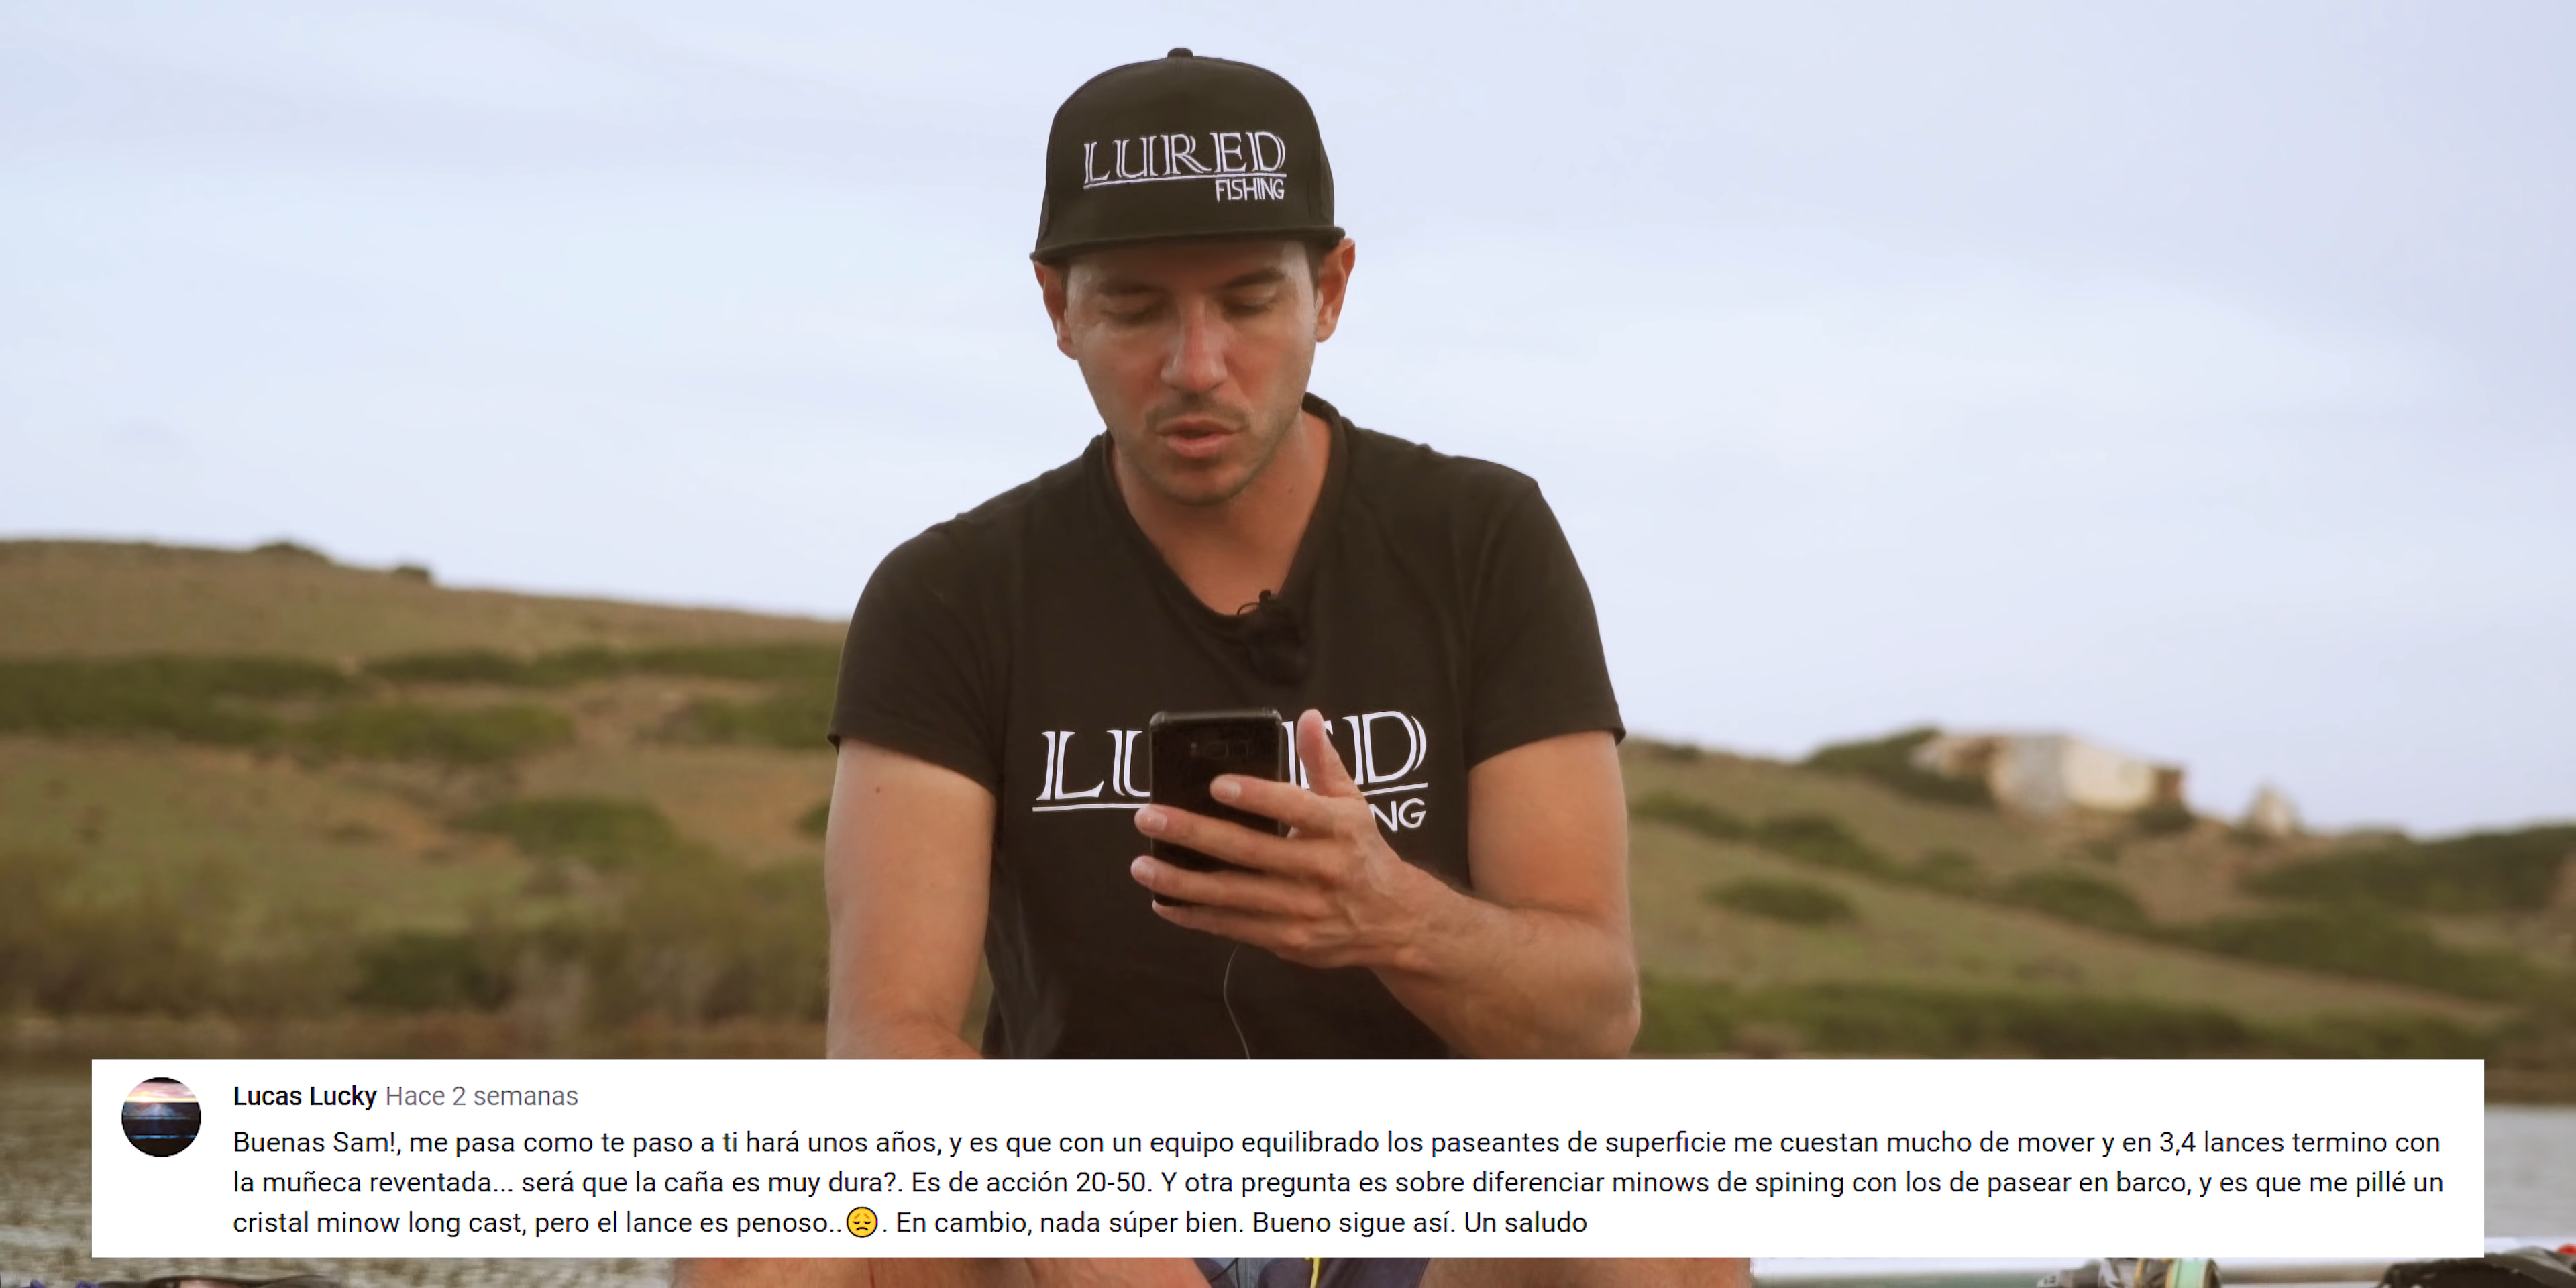 LURED
FISHING
LU ED
NG
Lucas Lucky Hace 2 semanas
Buenas Sam!, me pasa como te paso a ti hará unos años, y es que con un equipo equilibrado los paseantes de superficie me cuestan mucho de mover y en 3,4 lances termino con
la muñeca reventada... será que la caña es muy dura?. Es de acción 20-50. Y otra pregunta es sobre diferenciar minows de spining con los de pasear en barco, y es que me pillé un
cristal minow long cast, pero el lance es penoso..😔. En cambio, nada súper bien. Bueno sigue así. Un saludo